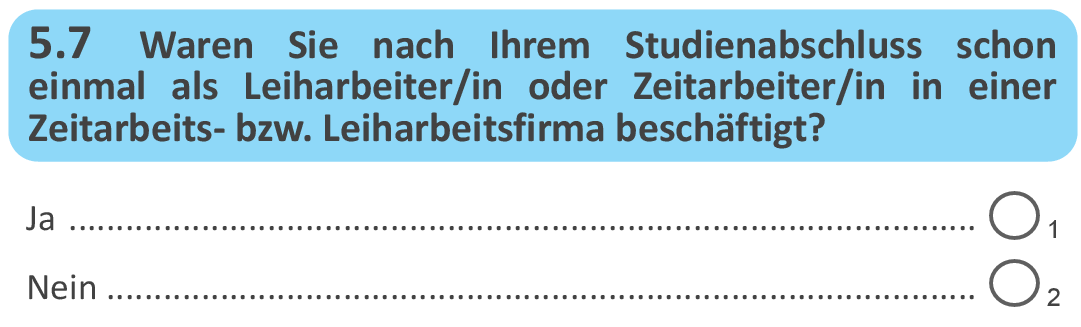 5.7 Waren Sie nach Ihrem Studienabschluss schon
einmal als Leiharbeiter/in oder Zeitarbeiter/in in einer
Zeitarbeits- bzw. Leiharbeitsfirma beschäftigt?
Ja ........................................................................................ 1
Nein ..................................................................................... 2